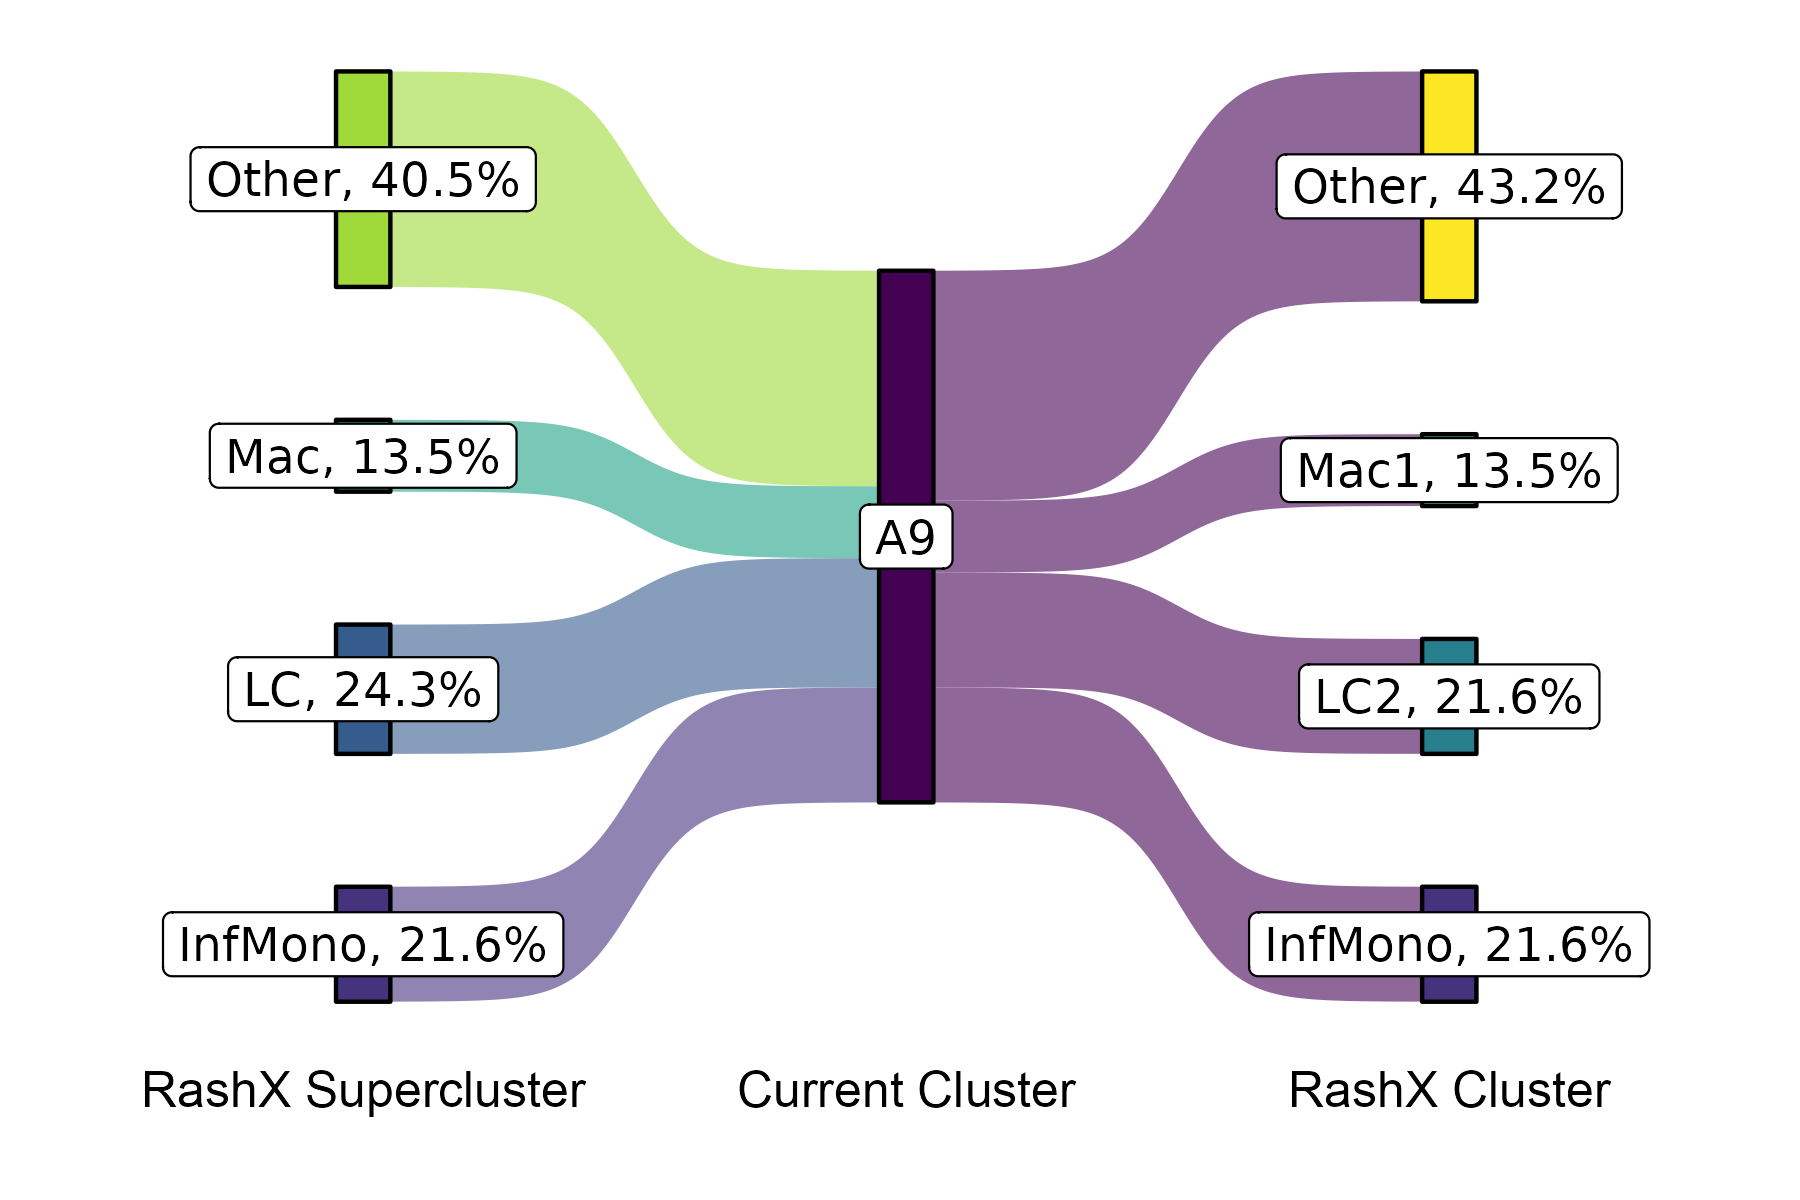 Other, 40.5%
Mac, 13.5%
LC, 24.3%
InfMono, 21.6%
RashX Supercluster
A9
Current Cluster
Other, 43.2%
Mac1, 13.5%
LC2, 21.6%
InfMono, 21.6%
RashX Cluster